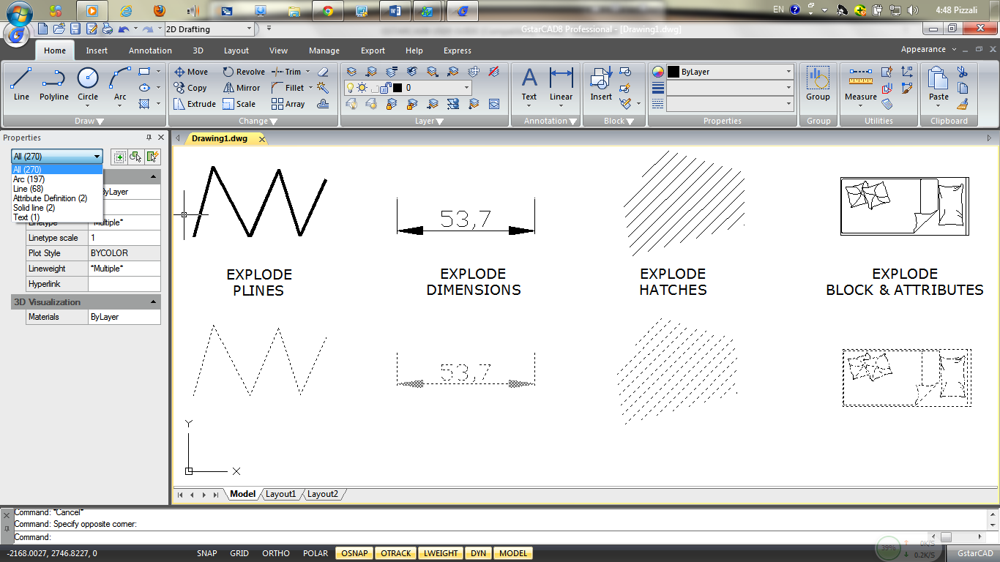 EN
4:48 Pizzali
2D Drafting
GstarCAD8 Professional - [Drawing1.dwg]
Home Insert Annotation 3D Layout View Manage Export Help Express
Appearance
Line Polyline Circle Arc
Move Revolve Trim
Copy Mirror Fillet
Extrude Scale Array
0
Text Linear
Insert
ByLayer
Group
Measure
Paste
Draw Change Layer Annotation Block Properties Group Utilities Clipboard
Properties
Drawing1.dwg
All (270)
All (270)
Arc (197)
Line (68)
Attribute Definition (2)
Solid line (2)
Text (1)
ByLayer
*Multiple*
Linetype scale 1
Plot Style BYCOLOR
Lineweight *Multiple*
Hyperlink
3D Visualization
Materials ByLayer
53,7
EXPLODE
PLINES
EXPLODE
DIMENSIONS
EXPLODE
HATCHES
EXPLODE
BLOCK & ATTRIBUTES
53,7
Y
X
Model Layout1 Layout2
Command: *Cancel*
Command: Specify opposite corner:
Command:
-2168.0027, 2746.8227, 0
SNAP GRID ORTHO POLAR OSNAP OTRACK LWEIGHT DYN MODEL
39%
0K/S
0.2K/S
GstarCAD